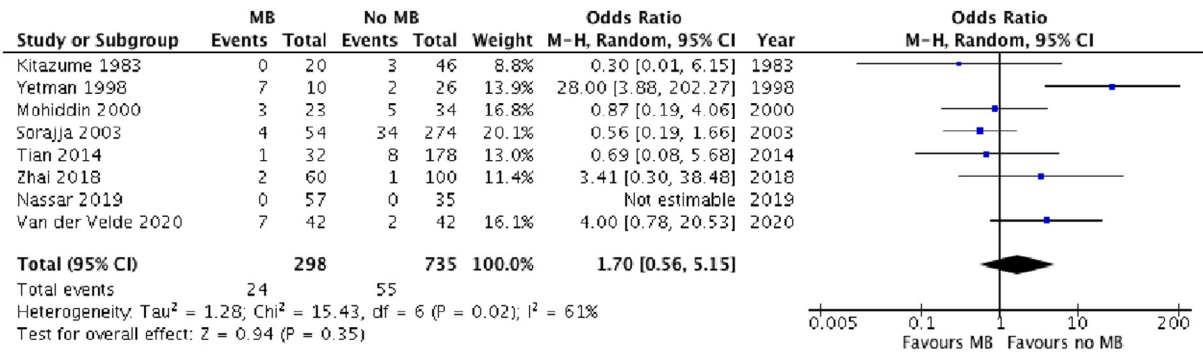 MB No MB Odds Ratio Odds Ratio
Study or Subgroup Events Total Events Total Weight M-H, Random, 95% CI Year M-H, Random, 95% CI
Kitazume 1983 0 20 3 46 8.8% 0.30 [0.01, 6.15] 1983
Yetman 1998 7 10 2 26 13.9% 28.00 [3.88, 202.27] 1998
Mohiddin 2000 3 23 5 34 16.8% 0.87 [0.19, 4.06] 2000
Sorajja 2003 4 54 34 274 20.1% 0.56 [0.19, 1.66] 2003
Tian 2014 1 32 8 178 13.0% 0.69 [0.08, 5.68] 2014
Zhai 2018 2 60 1 100 11.4% 3.41 [0.30, 38.48] 2018
Nassar 2019 0 57 0 35 Not estimable 2019
Van der Velde 2020 7 42 2 42 16.1% 4.00 [0.78, 20.53] 2020
Total (95% CI) 298 735 100.0% 1.70 [0.56, 5.15]
Total events 24 55
Heterogeneity: Tau² = 1.28; Chi² = 15.43, df = 6 (P = 0.02); I² = 61%
Test for overall effect: Z = 0.94 (P = 0.35)
0.005 0.1 1 10 200
Favours MB Favours no MB